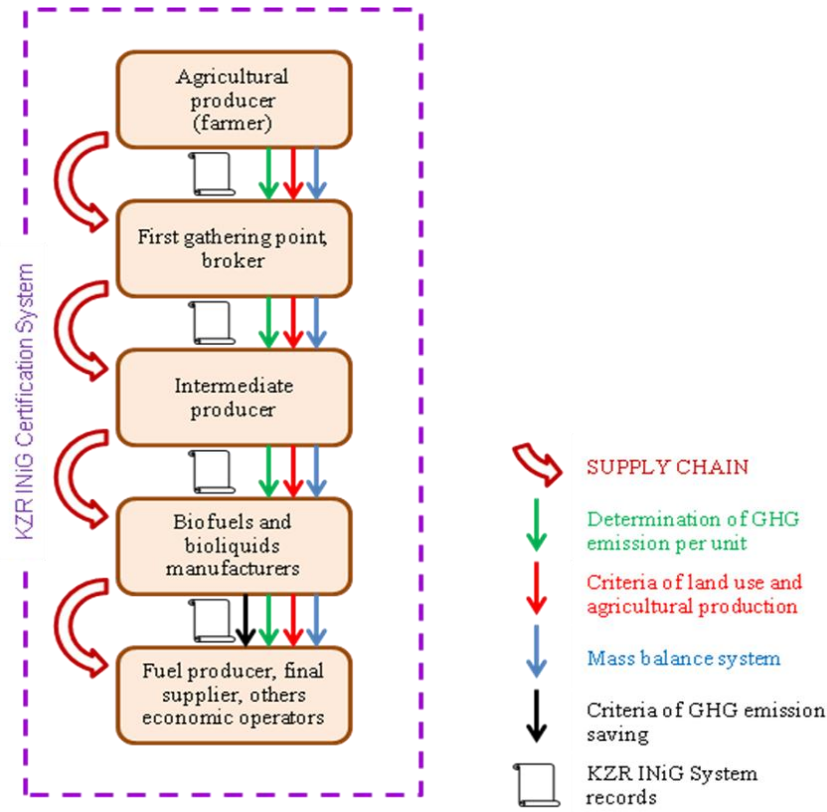 Agricultural
producer
(farmer)
First gathering point,
broker
Intermediate
producer
Biofuels and
bioliquids
manufacturers
Fuel producer, final
supplier, others
economic operators
KZR INiG Certification System
SUPPLY CHAIN
Determination of GHG
emission per unit
Criteria of land use and
agricultural production
Mass balance system
Criteria of GHG emission
saving
KZR INiG System
records